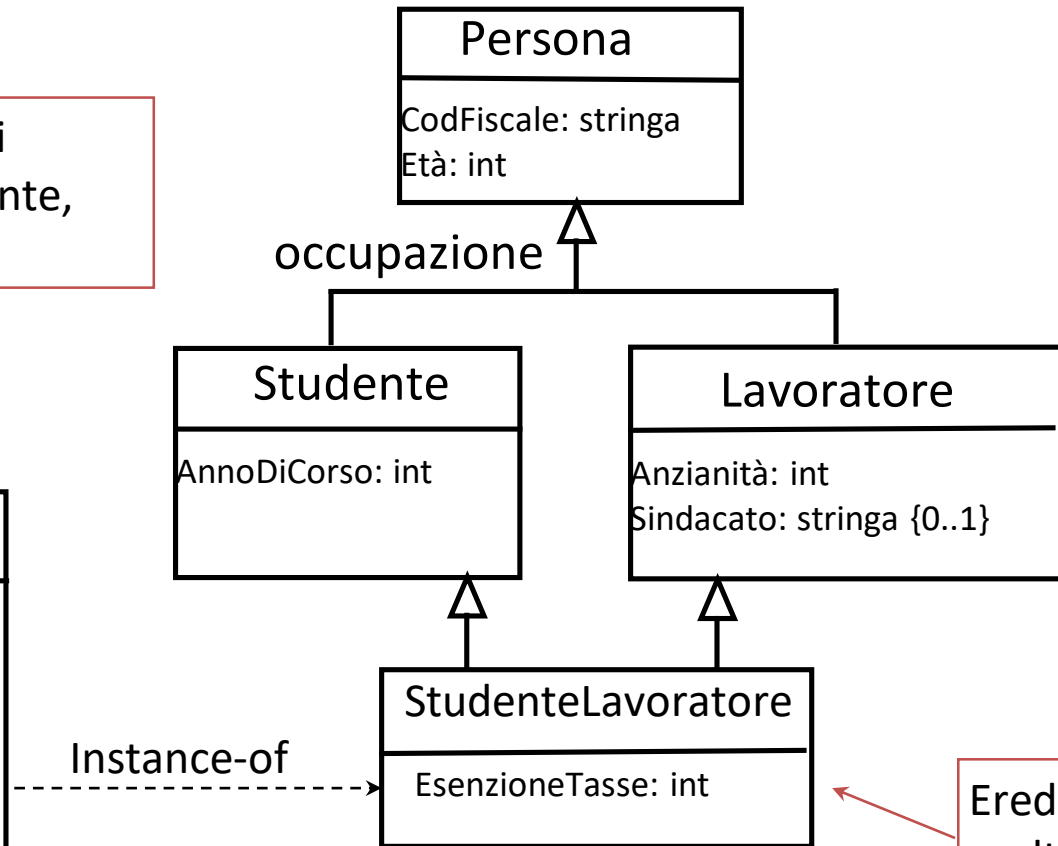 Persona
CodFiscale: stringa
Età: int
nte,
occupazione
Studente
AnnoDiCorso: int
Lavoratore
Anzianità: int
Sindacato: stringa {0..1}
StudenteLavoratore
EsenzioneTasse: int
Instance-of
Ered